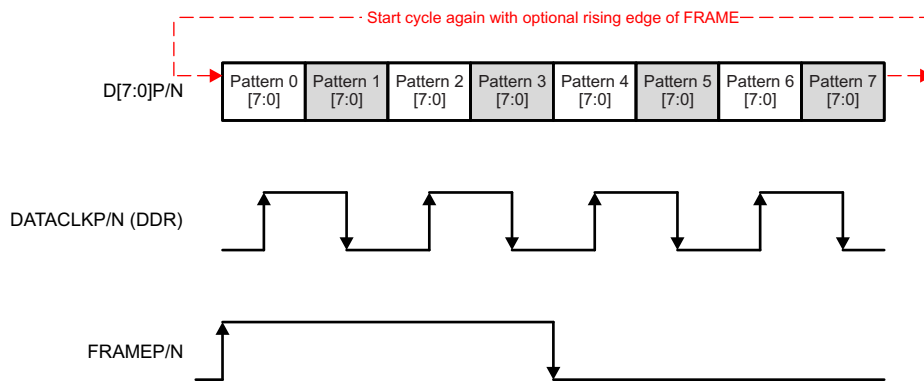 Start cycle again with optional rising edge of FRAME
D[7:0]P/N
Pattern 0 Pattern 1 Pattern 2 Pattern 3 Pattern 4 Pattern 5 Pattern 6 Pattern 7
[7:0] [7:0] [7:0] [7:0] [7:0] [7:0] [7:0] [7:0]
DATACLKP/N (DDR)
FRAMEP/N